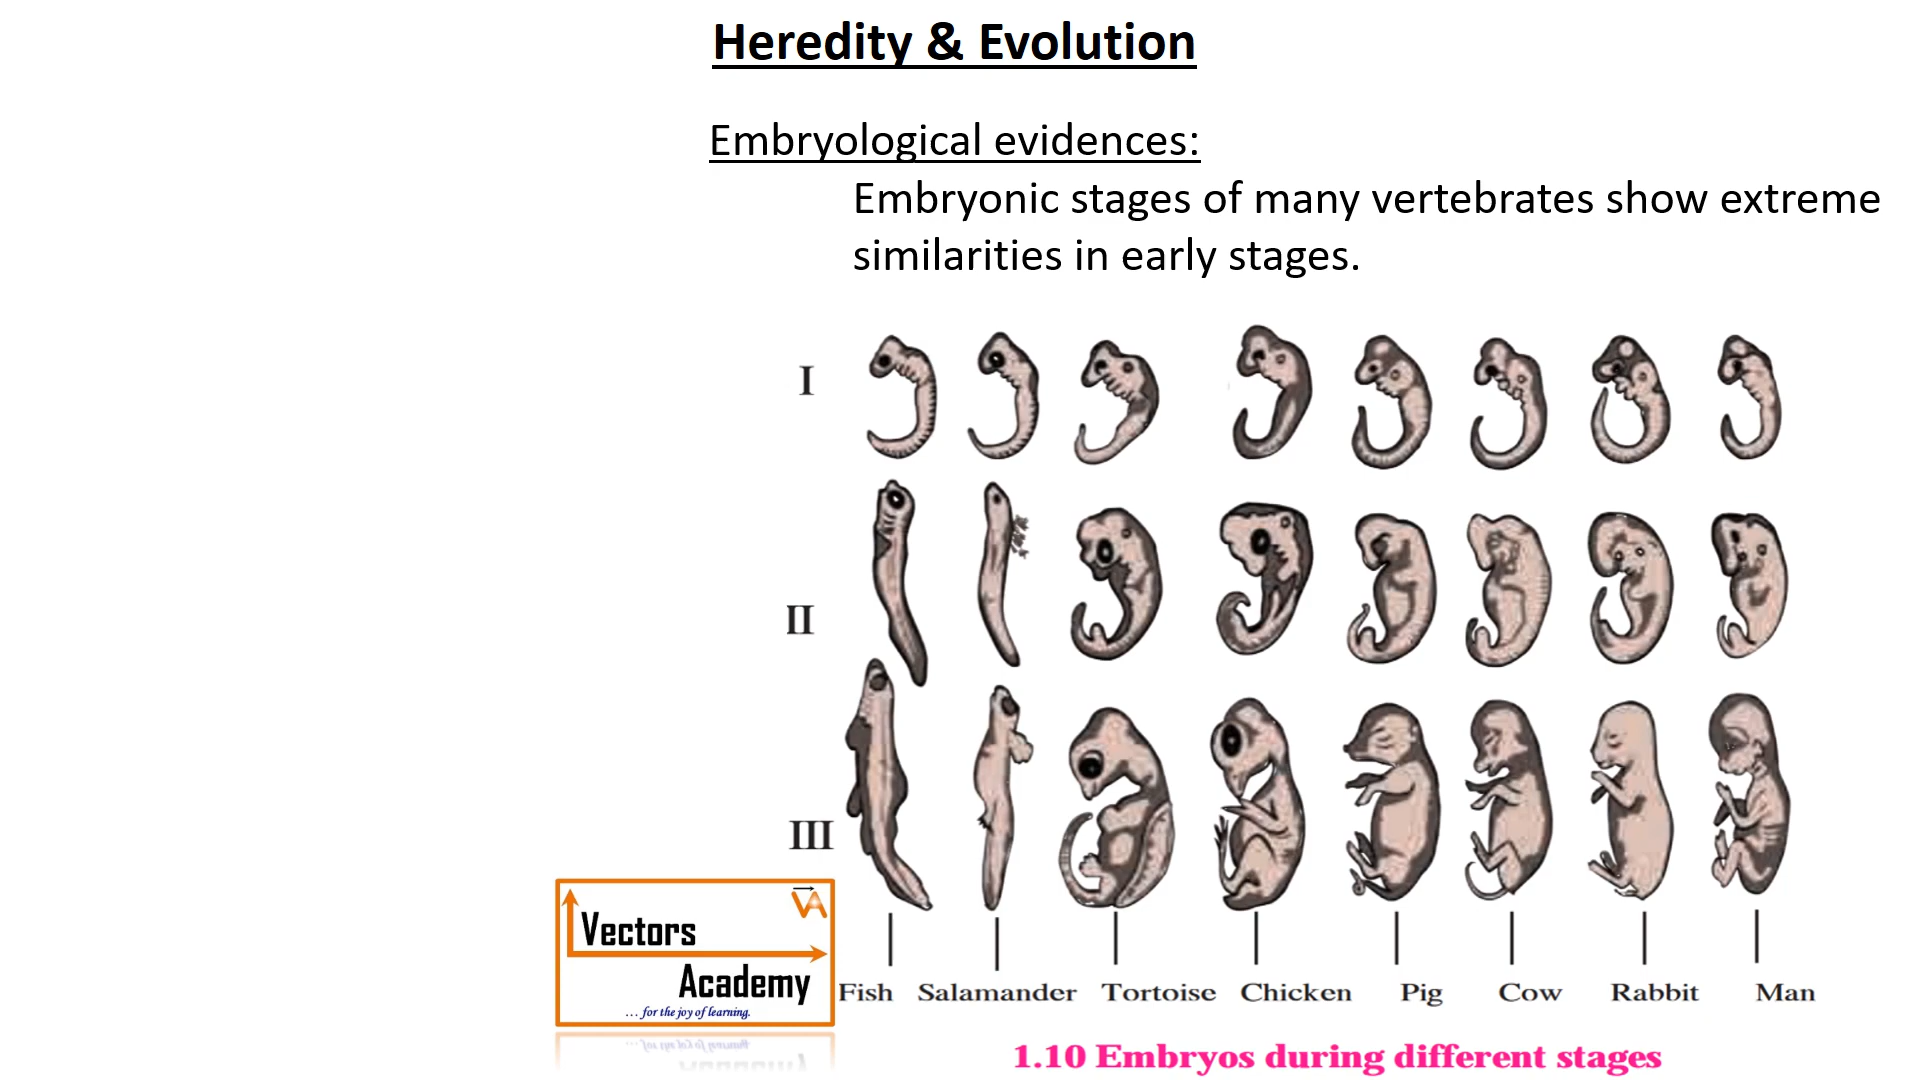 Heredity & Evolution
Embryological evidences:
Embryonic stages of many vertebrates show extreme
similarities in early stages.
I
II
III
Vectors
Academy
... for the joy of learning.
VA
Fish Salamander Tortoise Chicken Pig Cow Rabbit Man
1.10 Embryos during different stages